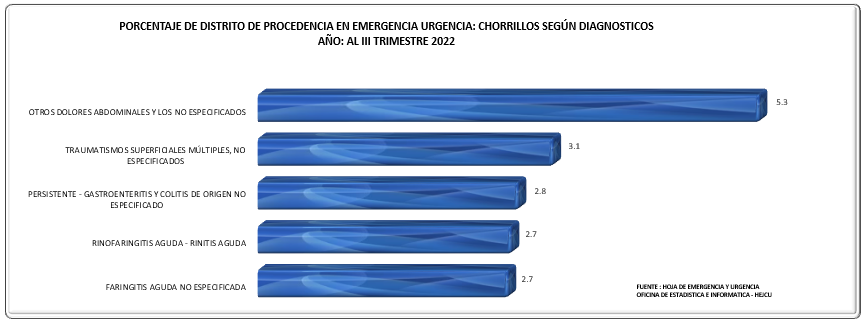 PORCENTAJE DE DISTRITO DE PROCEDENCIA EN EMERGENCIA URGENCIA: CHORRILLOS SEGÚN DIAGNOSTICOS
AÑO: AL III TRIMESTRE 2022
OTROS DOLORES ABDOMINALES Y LOS NO ESPECIFICADOS
5.3
TRAUMATISMOS SUPERFICIALES MÚLTIPLES, NO
ESPECIFICADOS
3.1
PERSISTENTE - GASTROENTERITIS Y COLITIS DE ORIGEN NO
ESPECIFICADO
2.8
RINOFARINGITIS AGUDA - RINITIS AGUDA
2.7
FARINGITIS AGUDA NO ESPECIFICADA
2.7
FUENTE : HOJA DE EMERGENCIA Y URGENCIA
OFICINA DE ESTADISTICA E INFORMATICA - HEJCU